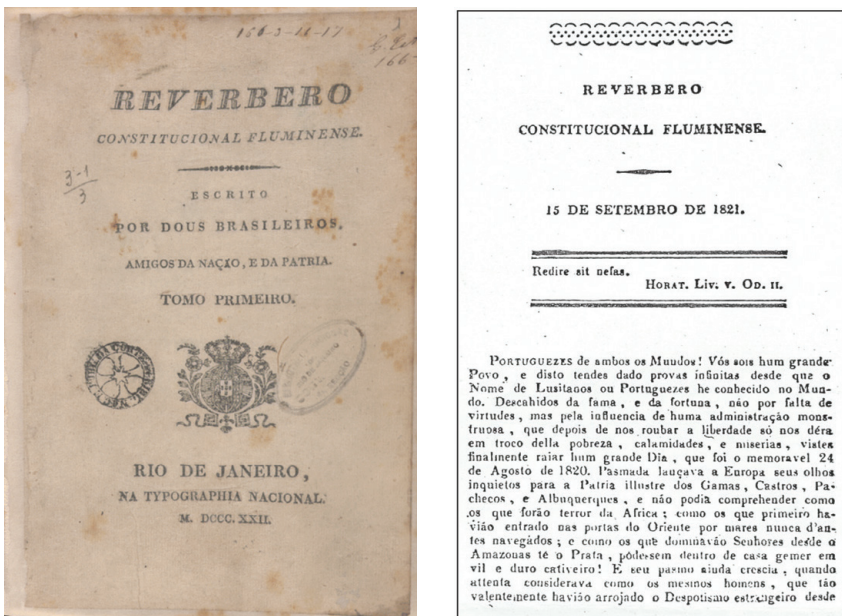 156-3-11-17
REVERBERO
CONSTITUCIONAL FLUMINENSE.
3-1
3
ESCRITO
POR DOUS BRASILEIROS,
AMIGOS DA NAÇÃO, E DA PATRIA.
TOMO PRIMEIRO.
RIO DE JANEIRO,
NA TYPOGRAPHIA NACIONAL.
M. DCCC. XXII.
REVERBERO
CONSTITUCIONAL FLUMINENSE.
15 DE SETEMBRO DE 1821.
Redire sit nefas.
HORAT. LIV. V. OD. II.
PORTUGUEZES de ambos os Mundos! Vós sois hum grande
Povo, e disto tendes dado provas infinitas desde que o
Nome de Lusitanos ou Portuguezes he conhecido no Mun-
do. Descahidos da fama, e da fortuna, não por falta de
virtudes, mas pela influencia de huma administração mons-
truosa, que depois de nos roubar a liberdade só nos déra
em troco della pobreza, calamidades, e miserias, vistes
finalmente raiar hum grande Dia, que foi o memoravel 24
de Agosto de 1820. Pasmada lançava a Europa seus olhos
inquietos para a Patria illustre dos Gamas, Castros, Pa-
checos, e Albuquerques, e não podia comprehender como
os que forão terror da Africa; como os que primeiro ha-
vião entrado nas portas do Oriente por mares nunca d'an-
tes navegádos; e como os que dominavão Senhores desde o
Amazonas té o Prata, pódessem dentro de casa gemer em
vil e duro cativeiro! E seu pasmo ainda crescia, quando
attenta considerava como os mesmos homens, que tão
valentemente havião arrojado o Despotismo estrangeiro desde